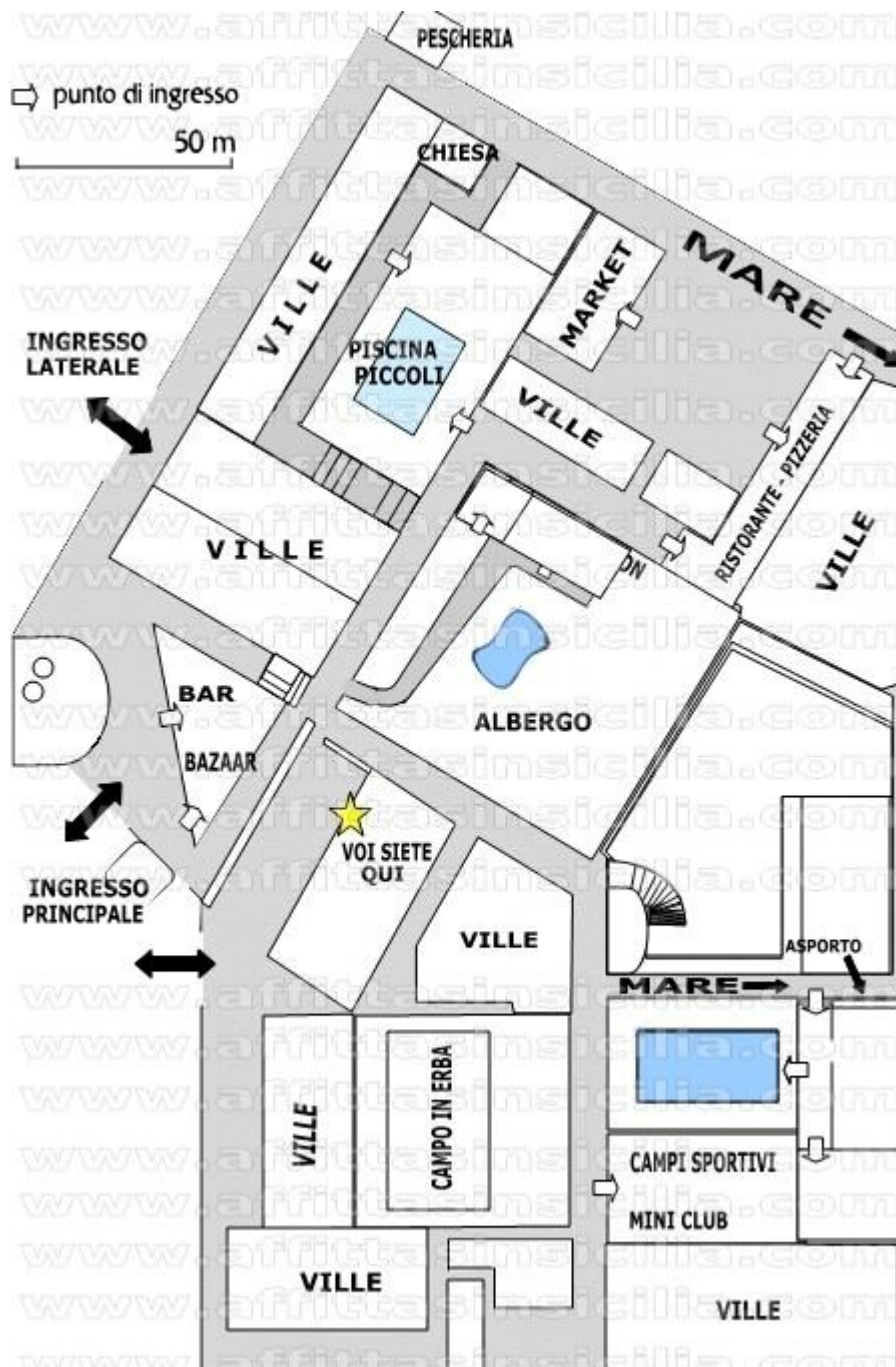 www.affittasinsicilia.com
PESCHERIA
punto di ingresso
50 m
CHIESA
VILLE
MARKET
MARE
INGRESSO
LATERALE
PISCINA
PICCOLI
VILLE
RISTORANTE - PIZZERIA
VILLE
VILLE
BAR
BAZAAR
ALBERGO
VOI SIETE
QUI
INGRESSO
PRINCIPALE
VILLE
ASPORTO
MARE
VILLE
CAMPO IN ERBA
CAMPI SPORTIVI
MINI CLUB
VILLE
VILLE